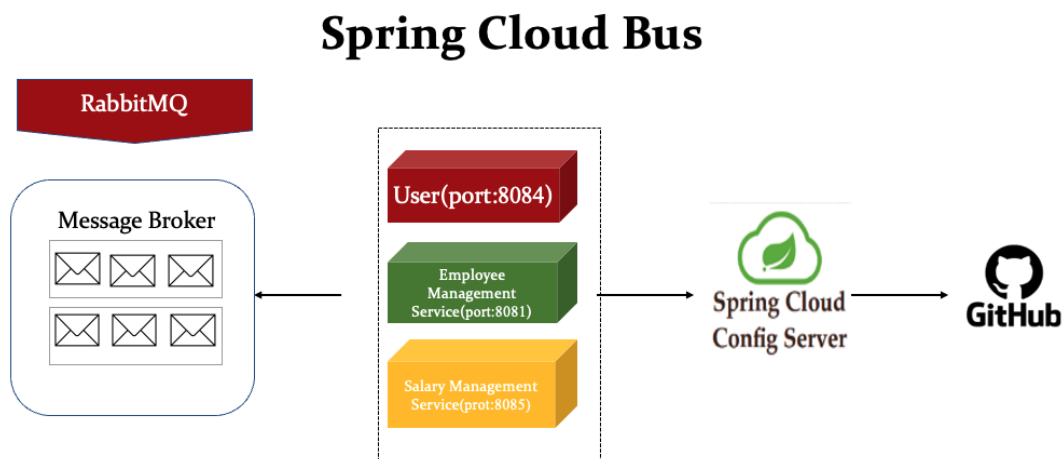 Spring Cloud Bus
RabbitMQ
Message Broker
User(port:8084)
Employee
Management
Service(port:8081)
Salary Management
Service(prot:8085)
Spring Cloud
Config Server
GitHub